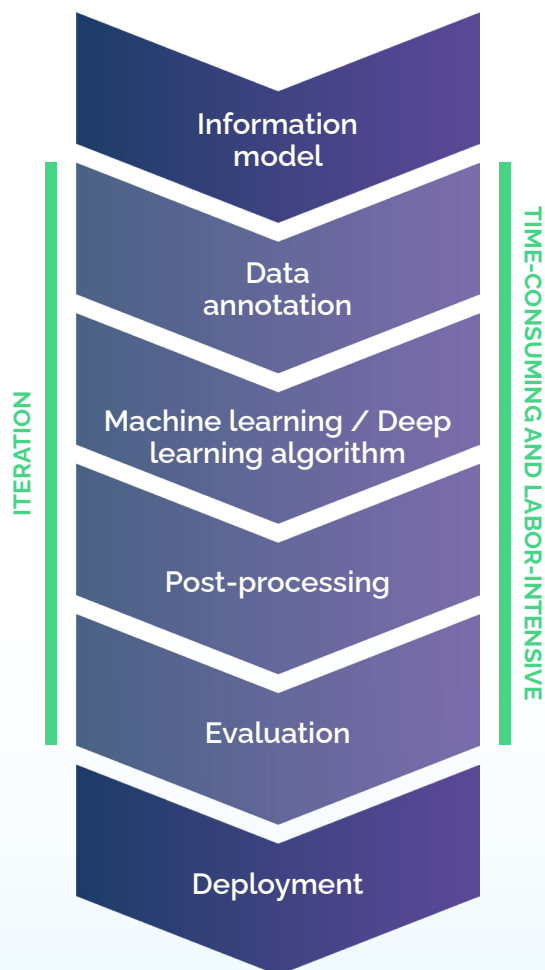 Information
model
Data
annotation
Machine learning / Deep
learning algorithm
Post-processing
Evaluation
Deployment
ITERATION
TIME-CONSUMING AND LABOR-INTENSIVE